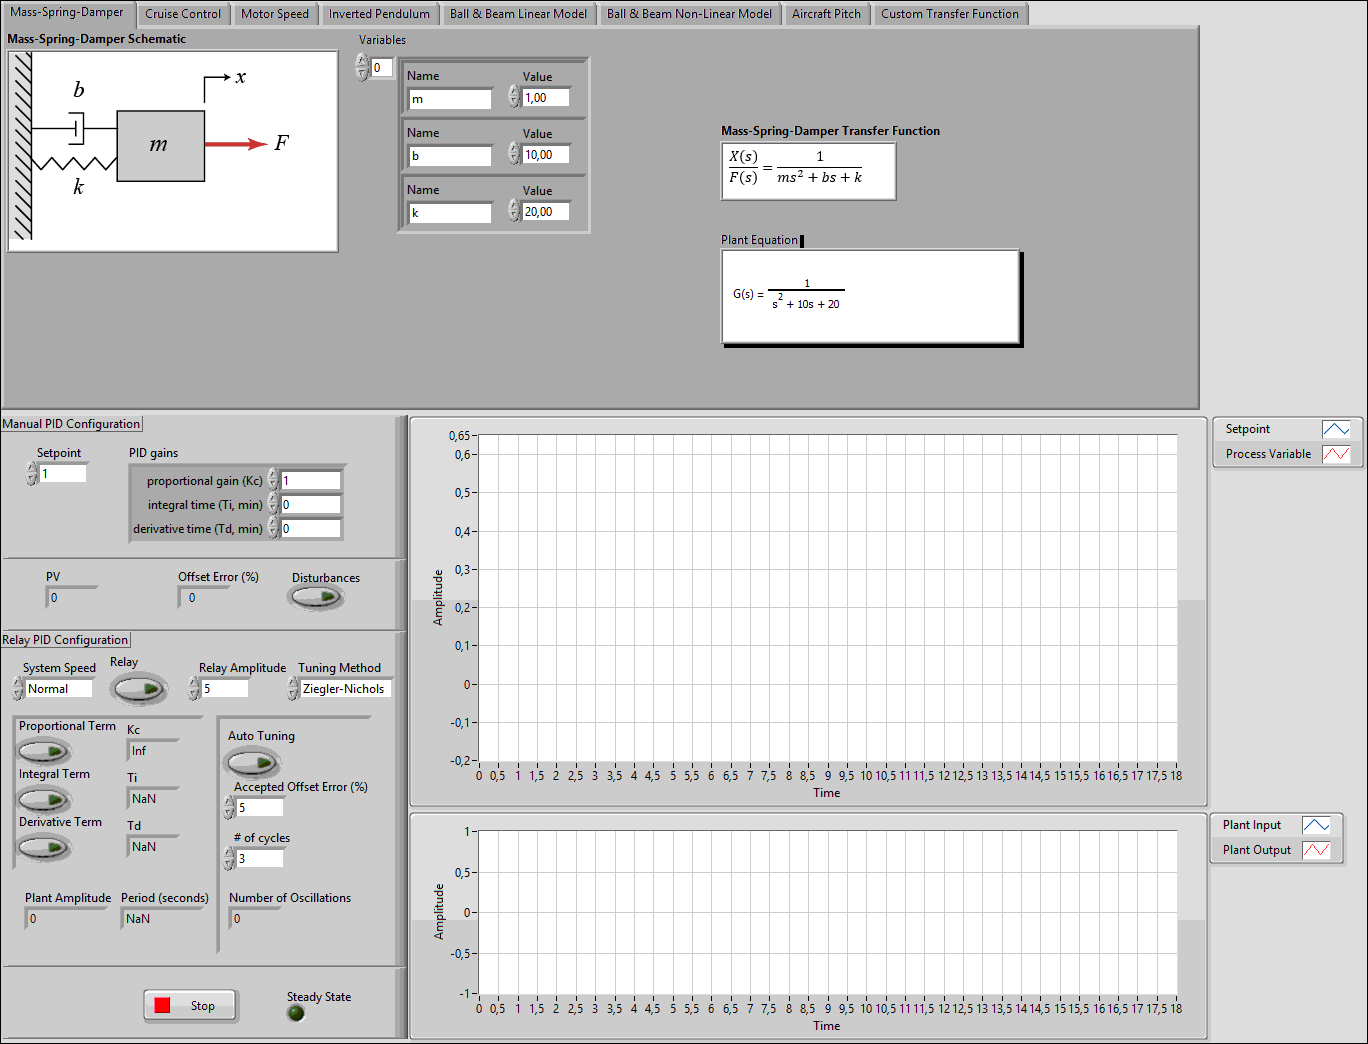 Mass-Spring-Damper
Cruise Control
Motor Speed
Inverted Pendulum
Ball & Beam Linear Model
Ball & Beam Non-Linear Model
Aircraft Pitch
Custom Transfer Function
Mass-Spring-Damper Schematic
b
x
m
F
k
Variables
0
Name Value
m 1,00
Name Value
b 10,00
Name Value
k 20,00
Mass-Spring-Damper Transfer Function
X(s)/F(s) = 1/(ms² + bs + k)
Plant Equation
G(s) = 1/(s² + 10s + 20)
Manual PID Configuration
Setpoint
1
PID gains
proportional gain (Kc) 1
integral time (Ti, min) 0
derivative time (Td, min) 0
PV
0
Offset Error (%)
0
Disturbances
Relay PID Configuration
System Speed
Normal
Relay
Relay Amplitude
5
Tuning Method
Ziegler-Nichols
Proportional Term
Kc
Inf
Integral Term
Ti
NaN
Derivative Term
Td
NaN
Auto Tuning
Accepted Offset Error (%)
5
# of cycles
3
Plant Amplitude
0
Period (seconds)
NaN
Number of Oscillations
0
Stop
Steady State
Amplitude
0,65
0,6
0,5
0,4
0,3
0,2
0,1
0
-0,1
-0,2
0 0,5 1 1,5 2 2,5 3 3,5 4 4,5 5 5,5 6 6,5 7 7,5 8 8,5 9 9,5 10 10,5 11 11,5 12 12,5 13 13,5 14 14,5 15 15,5 16 16,5 17 17,5 18
Time
Setpoint
Process Variable
Amplitude
1
0,5
0
-0,5
-1
0 0,5 1 1,5 2 2,5 3 3,5 4 4,5 5 5,5 6 6,5 7 7,5 8 8,5 9 9,5 10 10,5 11 11,5 12 12,5 13 13,5 14 14,5 15 15,5 16 16,5 17 17,5 18
Time
Plant Input
Plant Output